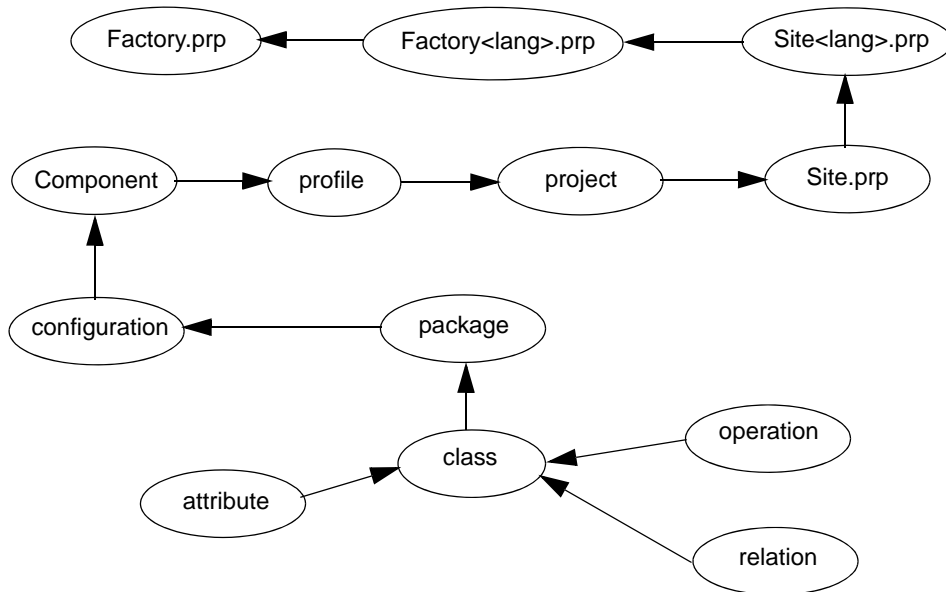 Factory.prp
Factory<lang>.prp
Site<lang>.prp
Component
profile
project
Site.prp
configuration
package
class
operation
attribute
relation